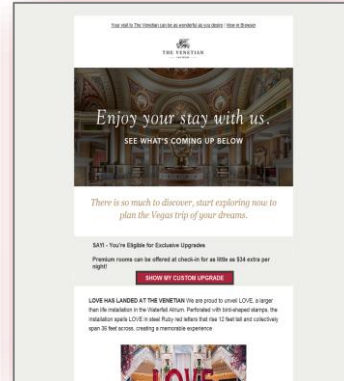 Your visit to The Venetian can be as wonderful as you desire | View in Browser
THE VENETIAN
LAS VEGAS
Enjoy your stay with us.
SEE WHAT'S COMING UP BELOW
There is so much to discover, start exploring now to
plan the Vegas trip of your dreams.
SAYI - You're Eligible for Exclusive Upgrades
Premium rooms can be offered at check-in for as little as $34 extra per
night!
SHOW MY CUSTOM UPGRADE
LOVE HAS LANDED AT THE VENETIAN We are proud to unveil LOVE, a larger
than life installation in the Waterfall Atrium. Perforated with bird-shaped stamps, the
installation spells LOVE in steel Ruby red letters that rise 12 feet tall and collectively
span 36 feet across, creating a memorable experience
LOVE